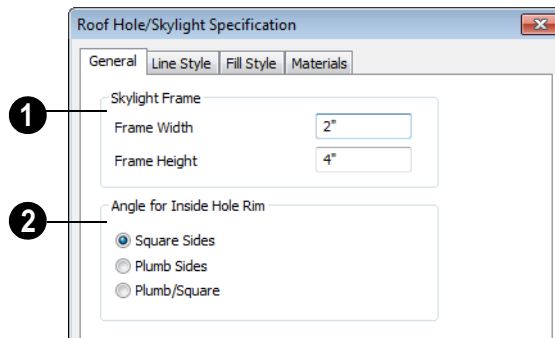 Roof Hole/Skylight Specification
General Line Style Fill Style Materials
1 Skylight Frame
Frame Width 2"
Frame Height 4"
2 Angle for Inside Hole Rim
Square Sides
Plumb Sides
Plumb/Square